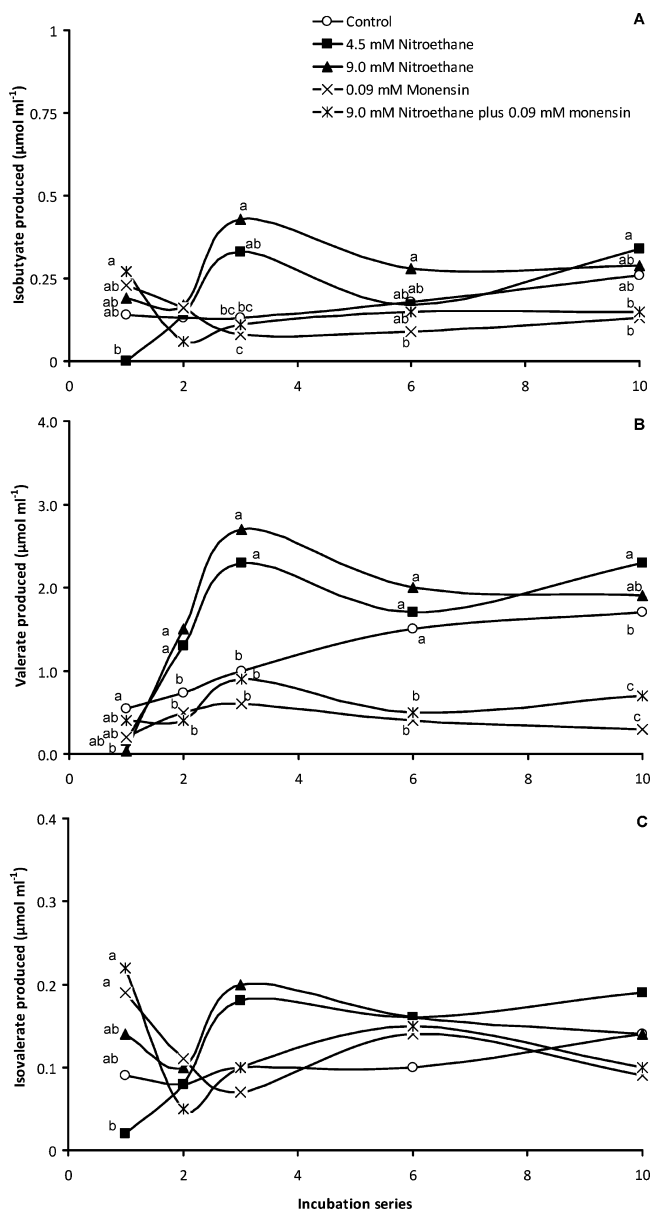 A
Control
4.5 mM Nitroethane
9.0 mM Nitroethane
0.09 mM Monensin
9.0 mM Nitroethane plus 0.09 mM monensin
Isobutyate produced (µmol ml-1)
1
0.75
0.5
0.25
0
a
ab
ab
ab
b
a
ab
bc
bc
c
a
ab
ab
ab
b
a
ab
ab
b
b
0 2 4 6 8 10
B
Valerate produced (µmol ml-1)
4.0
3.0
2.0
1.0
0.0
a
ab
ab
ab
b
a
a
b
b
b
a
a
b
b
b
a
a
a
b
b
a
ab
b
c
c
0 2 4 6 8 10
C
Isovalerate produced (µmol ml-1)
0.4
0.3
0.2
0.1
0
a
a
ab
ab
b
0 2 4 6 8 10
Incubation series